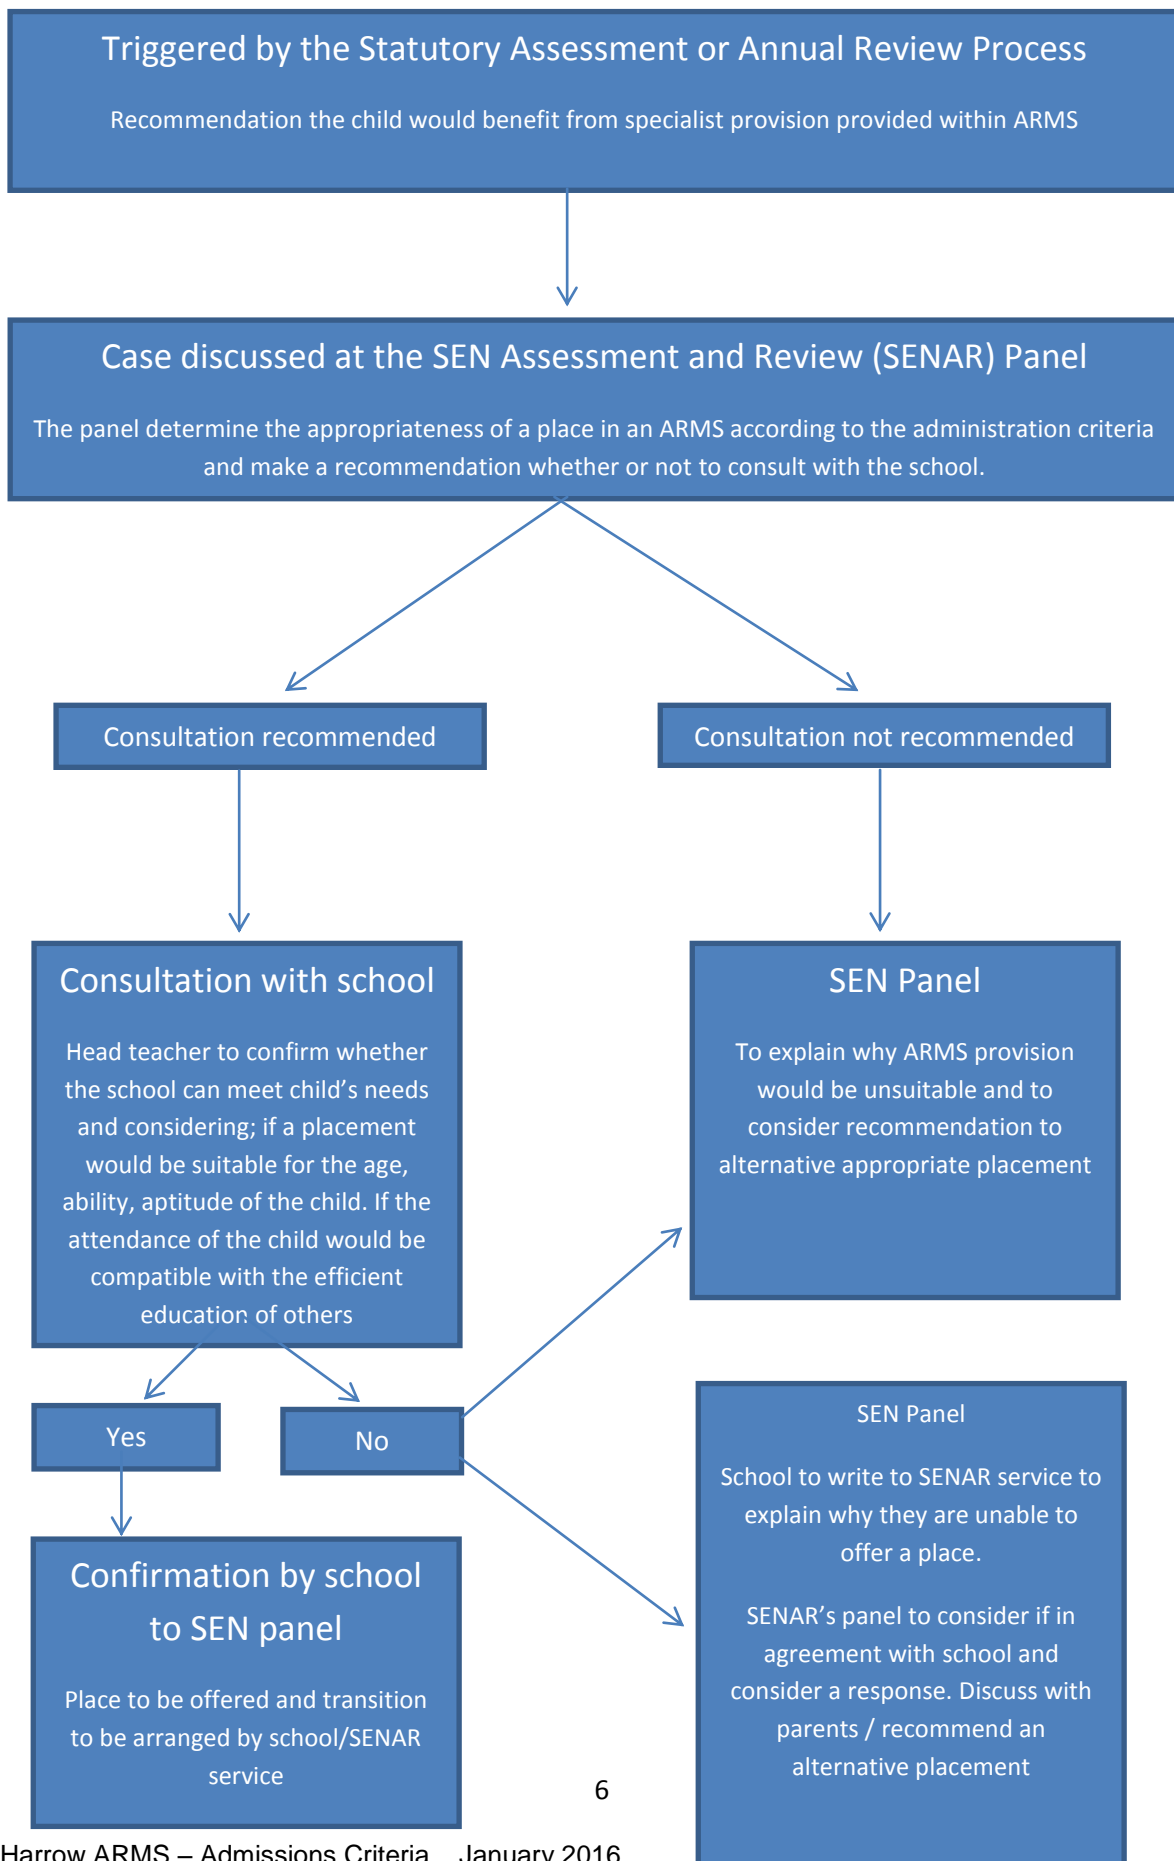 Triggered by the Statutory Assessment or Annual Review Process
Recommendation the child would benefit from specialist provision provided within ARMS
Case discussed at the SEN Assessment and Review (SENAR) Panel
The panel determine the appropriateness of a place in an ARMS according to the administration criteria
and make a recommendation whether or not to consult with the school.
Consultation recommended
Consultation not recommended
Consultation with school
Head teacher to confirm whether
the school can meet child’s needs
and considering; if a placement
would be suitable for the age,
ability, aptitude of the child. If the
attendance of the child would be
compatible with the efficient
education of others
SEN Panel
To explain why ARMS provision
would be unsuitable and to
consider recommendation to
alternative appropriate placement
Yes
No
SEN Panel
School to write to SENAR service to
explain why they are unable to
offer a place.
SENAR’s panel to consider if in
agreement with school and
consider a response. Discuss with
parents / recommend an
alternative placement
Confirmation by school
to SEN panel
Place to be offered and transition
to be arranged by school/SENAR
service
6
Harrow ARMS – Admissions Criteria January 2016